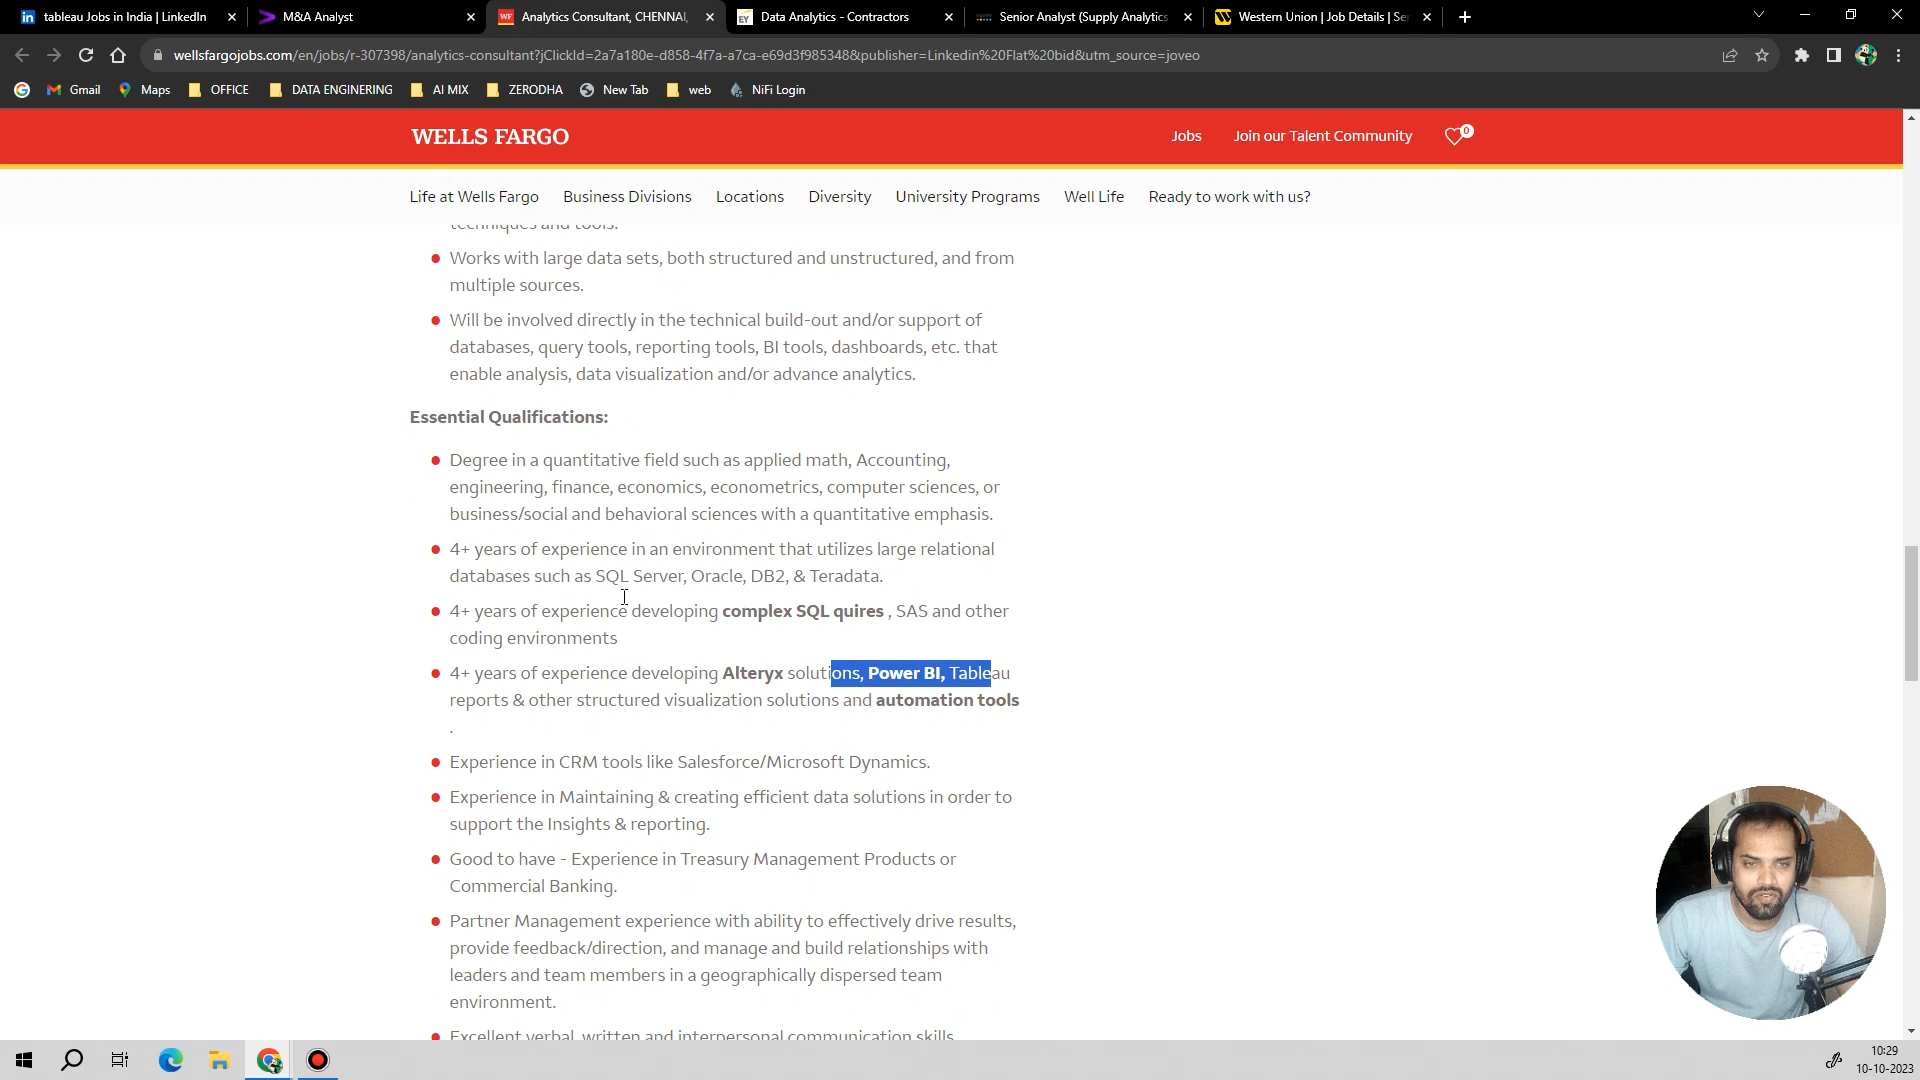 tableau Jobs in India | LinkedIn
M&A Analyst
WF
Analytics Consultant, CHENNAI,
EY
Data Analytics - Contractors
Senior Analyst (Supply Analytics
Western Union | Job Details | Se
wellsfargojobs.com/en/jobs/r-307398/analytics-consultant?jClickId=2a7a180e-d858-4f7a-a7ca-e69d3f985348&publisher=Linkedin%20Flat%20bid&utm_source=joveo
Gmail
Maps
OFFICE
DATA ENGINERING
AI MIX
ZERODHA
New Tab
web
NiFi Login
WELLS FARGO
Jobs
Join our Talent Community
0
Life at Wells Fargo
Business Divisions
Locations
Diversity
University Programs
Well Life
Ready to work with us?
techniques and tools.
Works with large data sets, both structured and unstructured, and from
multiple sources.
Will be involved directly in the technical build-out and/or support of
databases, query tools, reporting tools, BI tools, dashboards, etc. that
enable analysis, data visualization and/or advance analytics.
Essential Qualifications:
Degree in a quantitative field such as applied math, Accounting,
engineering, finance, economics, econometrics, computer sciences, or
business/social and behavioral sciences with a quantitative emphasis.
4+ years of experience in an environment that utilizes large relational
databases such as SQL Server, Oracle, DB2, & Teradata.
4+ years of experience developing complex SQL quires , SAS and other
coding environments
4+ years of experience developing Alteryx solutions, Power BI, Tableau
reports & other structured visualization solutions and automation tools
.
Experience in CRM tools like Salesforce/Microsoft Dynamics.
Experience in Maintaining & creating efficient data solutions in order to
support the Insights & reporting.
Good to have - Experience in Treasury Management Products or
Commercial Banking.
Partner Management experience with ability to effectively drive results,
provide feedback/direction, and manage and build relationships with
leaders and team members in a geographically dispersed team
environment.
Excellent verbal, written and interpersonal communication skills
10:29
10-10-2023